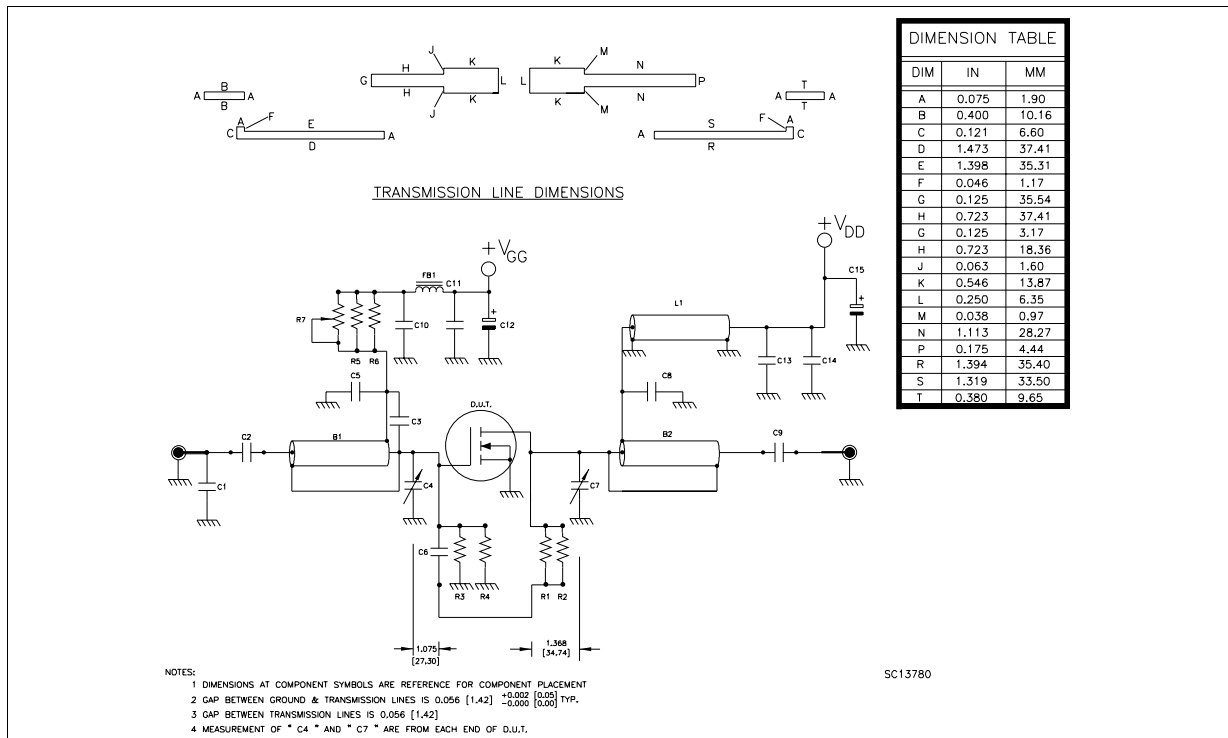 DIMENSION TABLE
DIM IN MM
A 0.075 1.90
B 0.400 10.16
C 0.121 6.60
D 1.473 37.41
E 1.398 35.31
F 0.046 1.17
G 0.125 35.54
H 0.723 37.41
G 0.125 3.17
H 0.723 18.36
J 0.063 1.60
K 0.546 13.87
L 0.250 6.35
M 0.038 0.97
N 1.113 28.27
P 0.175 4.44
R 1.394 35.40
S 1.319 33.50
T 0.380 9.65
J K K M
H L L N
G P
H K K N
J M
B T
A A A A
B T
A F E S F A
C A A C
D R
TRANSMISSION LINE DIMENSIONS
+VGG
+VDD
FB1 C11
C15
+
L1
R7 C10 + C12
C13 C14
R5 R6
C5 C8
C3
D.U.T.
C2 B1 B2 C9
C1 C4 C7
C6
R3 R4 R1 R2
1.075 1.368
[27.30] [34.74]
NOTES:
1 DIMENSIONS AT COMPONENT SYMBOLS ARE REFERENCE FOR COMPONENT PLACEMENT
2 GAP BETWEEN GROUND & TRANSMISSION LINES IS 0.056 [1.42] +0.002 [0.05] -0.000 [0.00] TYP.
3 GAP BETWEEN TRANSMISSION LINES IS 0.056 [1.42]
4 MEASUREMENT OF " C4 " AND " C7 " ARE FROM EACH END OF D.U.T.
SC13780